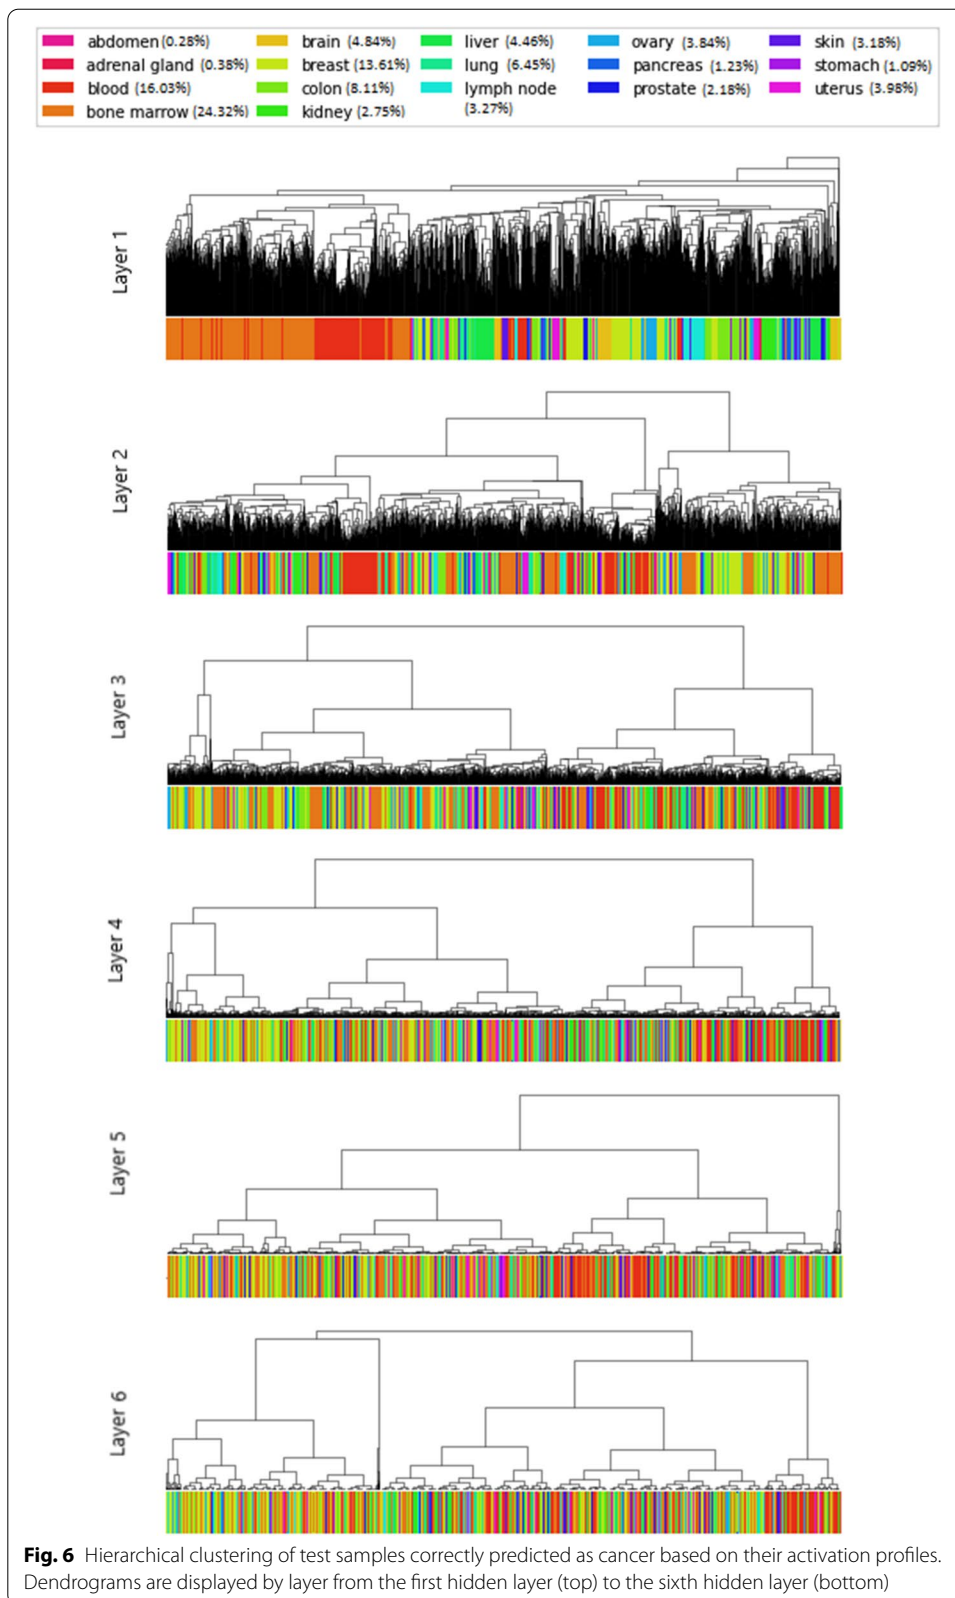 abdomen (0.28%)
adrenal gland (0.38%)
blood (16.03%)
bone marrow (24.32%)
brain (4.84%)
breast (13.61%)
colon (8.11%)
kidney (2.75%)
liver (4.46%)
lung (6.45%)
lymph node
(3.27%)
ovary (3.84%)
pancreas (1.23%)
prostate (2.18%)
skin (3.18%)
stomach (1.09%)
uterus (3.98%)
Layer 1
Layer 2
Layer 3
Layer 4
Layer 5
Layer 6
Fig. 6 Hierarchical clustering of test samples correctly predicted as cancer based on their activation profiles.
Dendrograms are displayed by layer from the first hidden layer (top) to the sixth hidden layer (bottom)